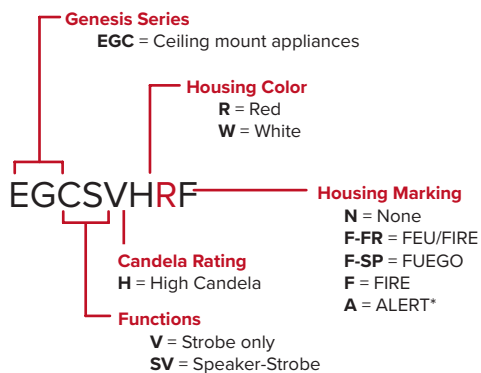 Genesis Series
EGC = Ceiling mount appliances
Housing Color
R = Red
W = White
EGCSVHRF
Housing Marking
N = None
F-FR = FEU/FIRE
F-SP = FUEGO
F = FIRE
A = ALERT*
Candela Rating
H = High Candela
Functions
V = Strobe only
SV = Speaker-Strobe